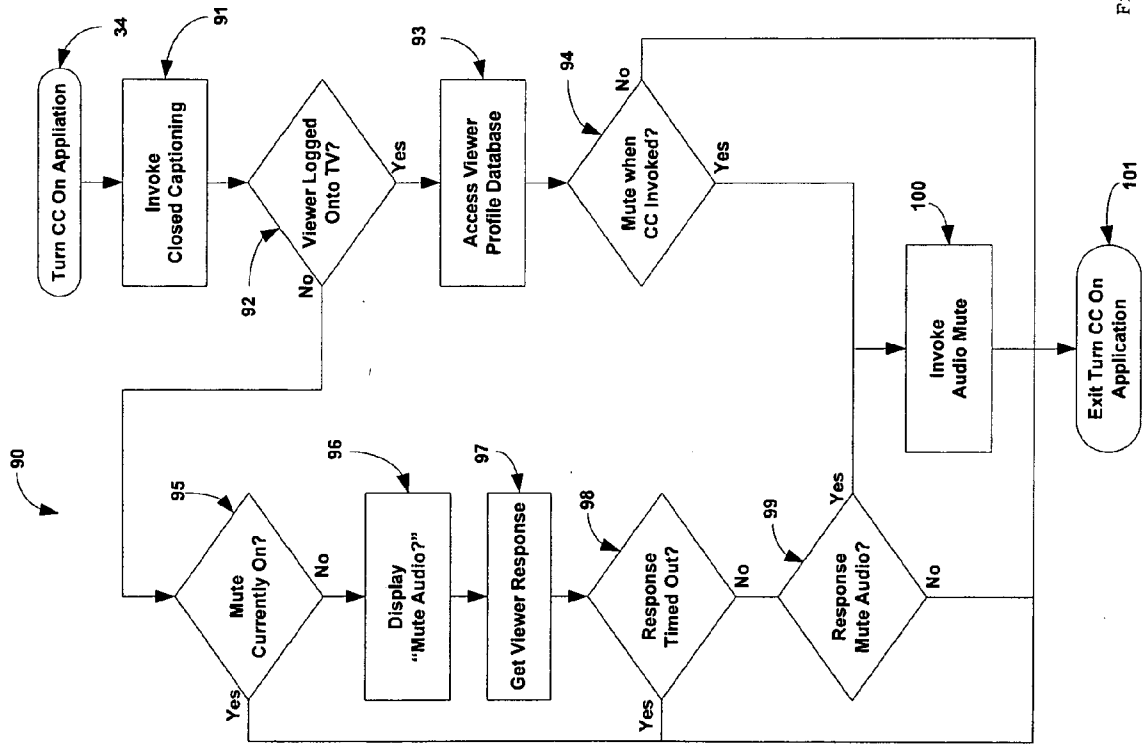 Turn CC On Appliation
34
Invoke
Closed Captioning
91
Viewer Logged
Onto TV?
92
No
Yes
Access Viewer
Profile Database
93
Mute when
CC Invoked?
94
No
Yes
90
Mute
Currently On?
95
Yes
No
Display
“Mute Audio?”
96
Get Viewer Response
97
Response
Timed Out?
98
Yes
No
Response
Mute Audio?
99
Yes
No
Invoke
Audio Mute
100
Exit Turn CC On
Application
101